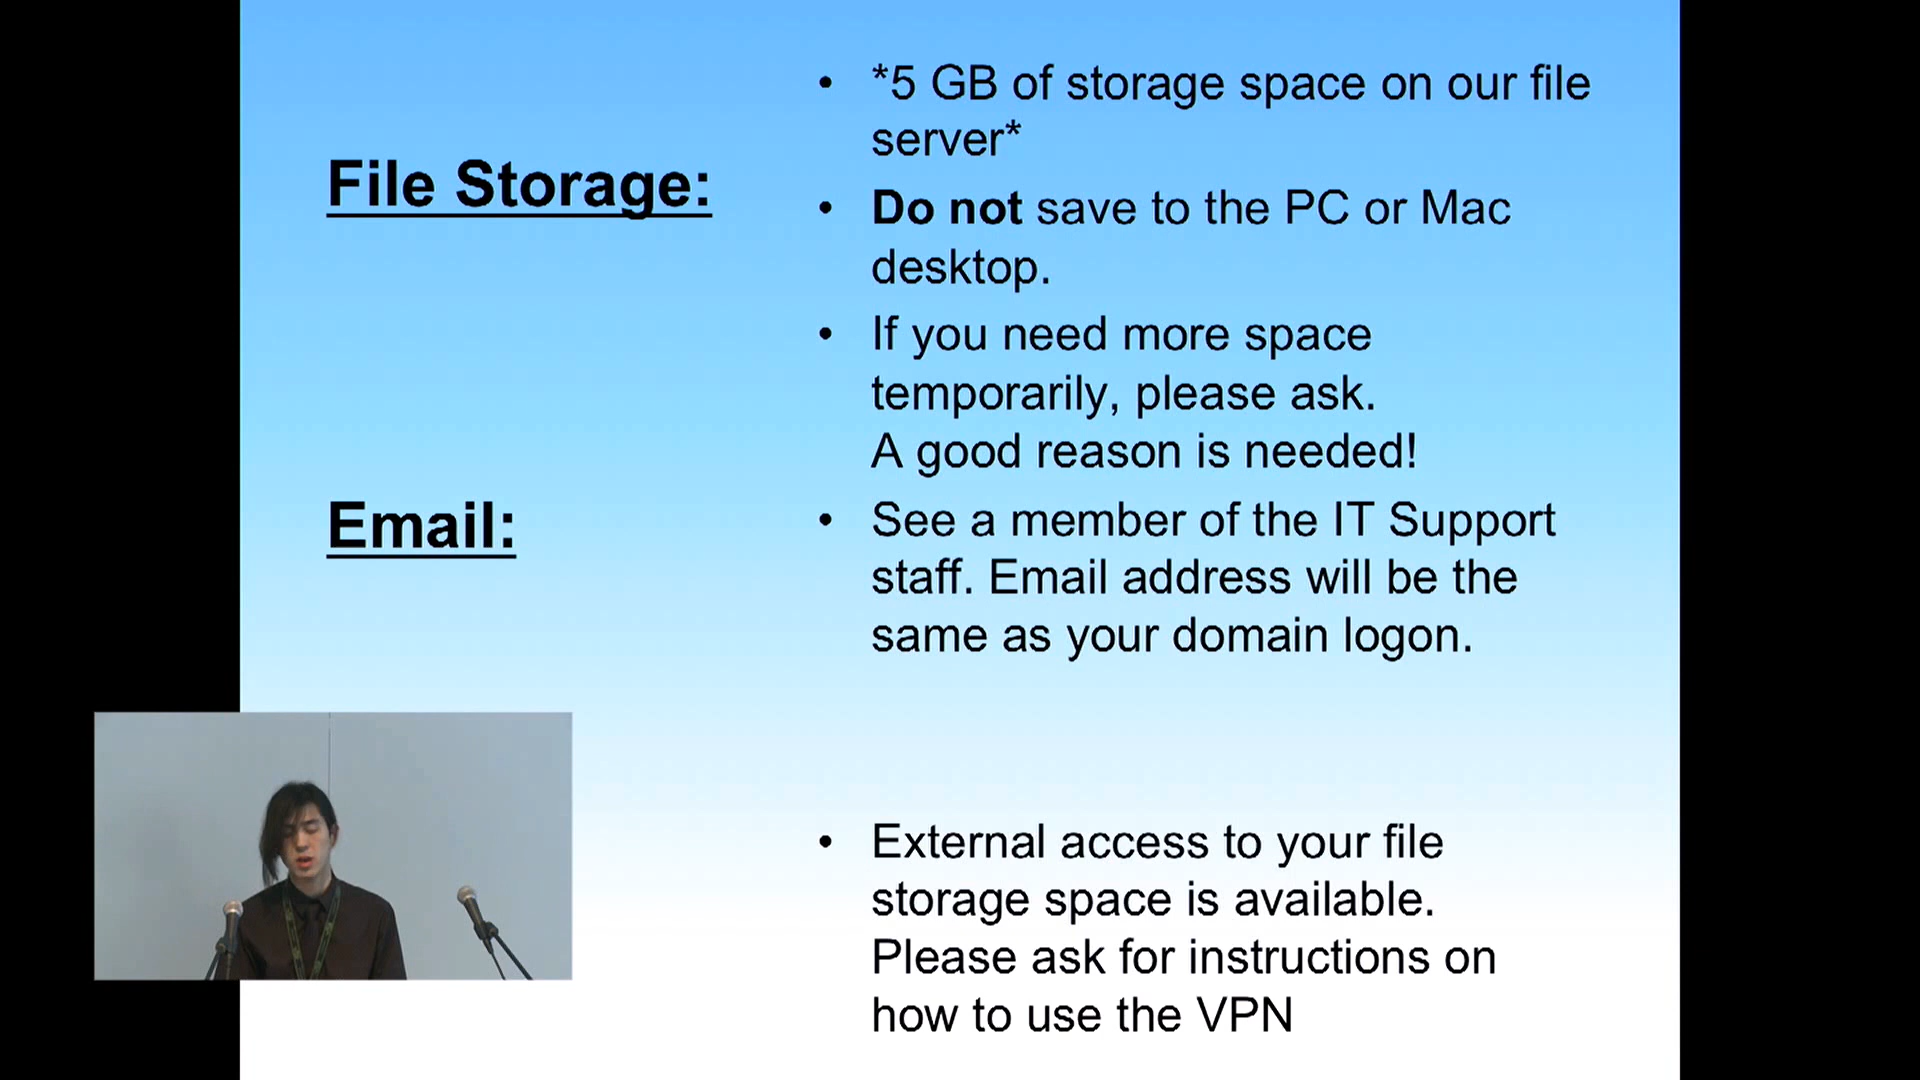 File Storage:
*5 GB of storage space on our file
server*
Do not save to the PC or Mac
desktop.
If you need more space
temporarily, please ask.
A good reason is needed!
Email:
See a member of the IT Support
staff. Email address will be the
same as your domain logon.
External access to your file
storage space is available.
Please ask for instructions on
how to use the VPN